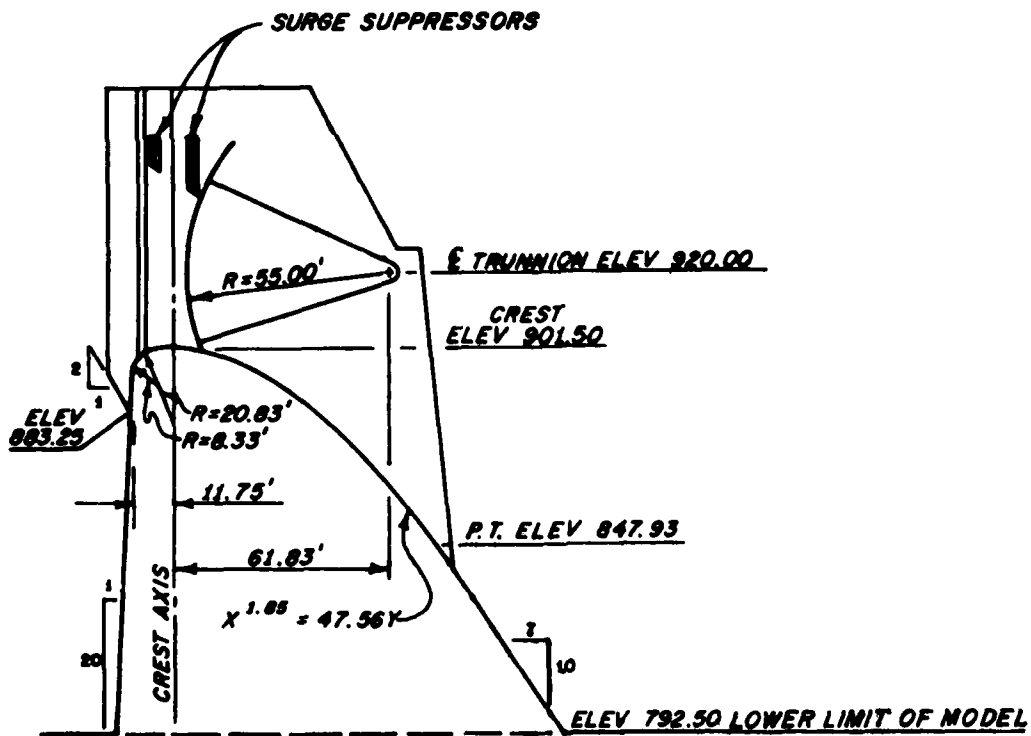 SURGE SUPPRESSORS
℄ TRUNNION ELEV 920.00
R=55.00'
CREST
ELEV 901.50
2
1
R=20.83'
ELEV
883.25
R=8.33'
11.75'
P.T. ELEV 847.93
61.83'
1
X^1.85 = 47.56Y
20
CREST AXIS
7
10
ELEV 792.50 LOWER LIMIT OF MODEL